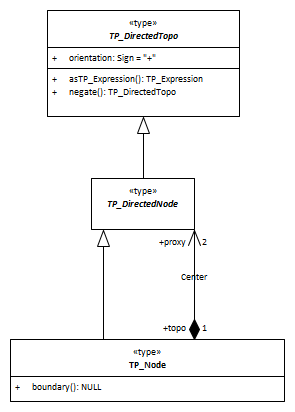 «type»
TP_DirectedTopo
+ orientation: Sign = "+"
+ asTP_Expression(): TP_Expression
+ negate(): TP_DirectedTopo
«type»
TP_DirectedNode
+proxy 2
Center
+topo 1
«type»
TP_Node
+ boundary(): NULL